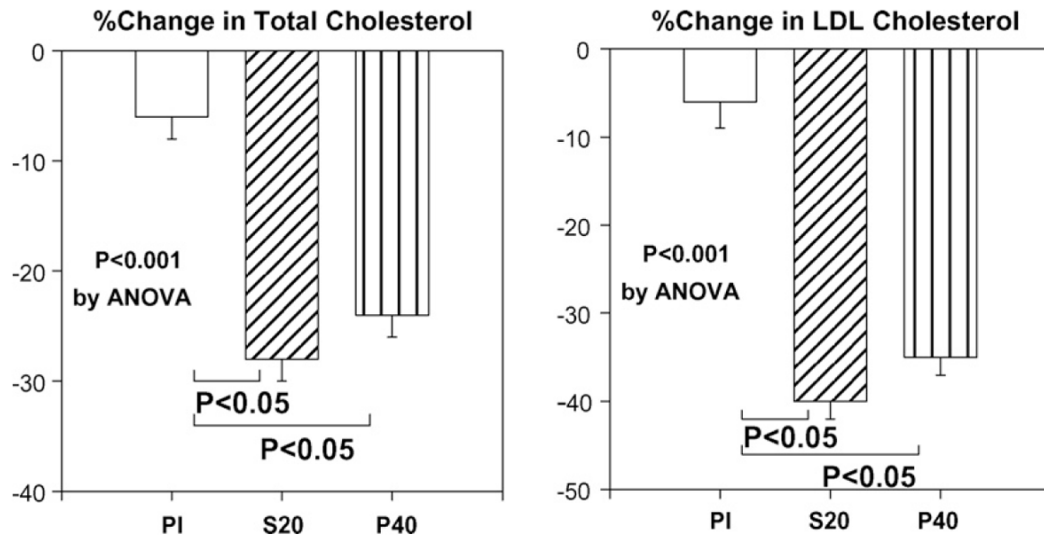 %Change in Total Cholesterol
0
-10
-20
-30
-40
P<0.001
by ANOVA
P<0.05
P<0.05
PI S20 P40
%Change in LDL Cholesterol
0
-10
-20
-30
-40
-50
P<0.001
by ANOVA
P<0.05
P<0.05
PI S20 P40